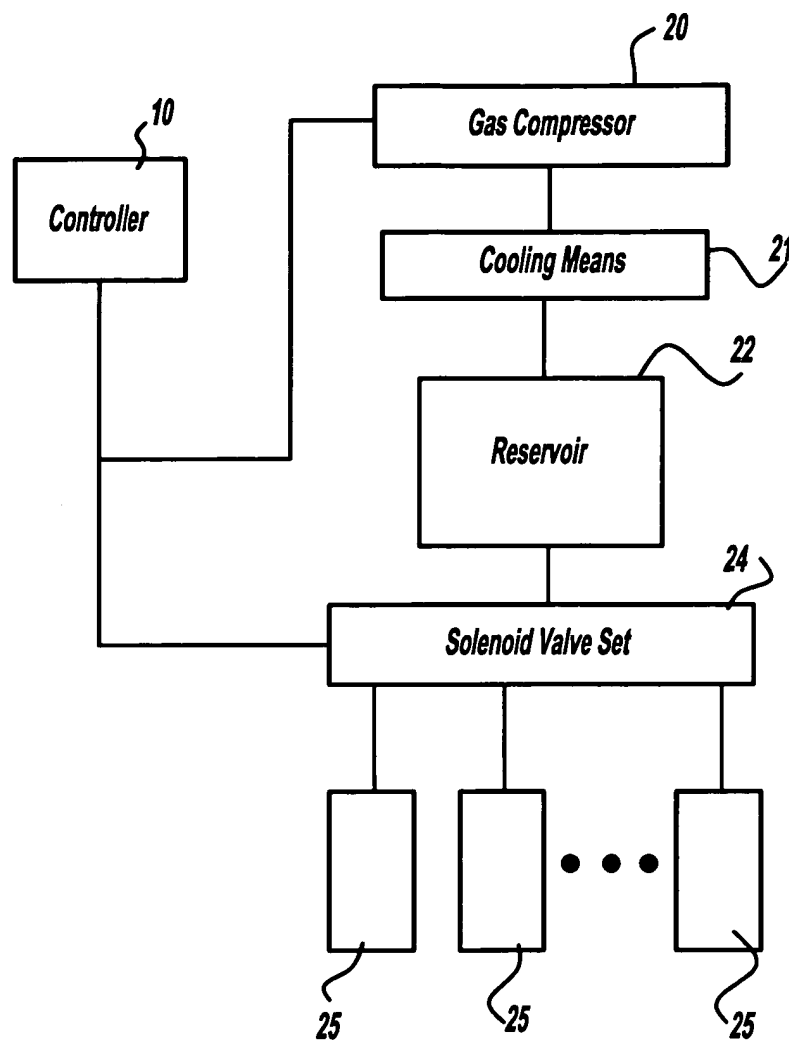 20
10
Gas Compressor
Controller
21
Cooling Means
22
Reservoir
24
Solenoid Valve Set
25
25
25